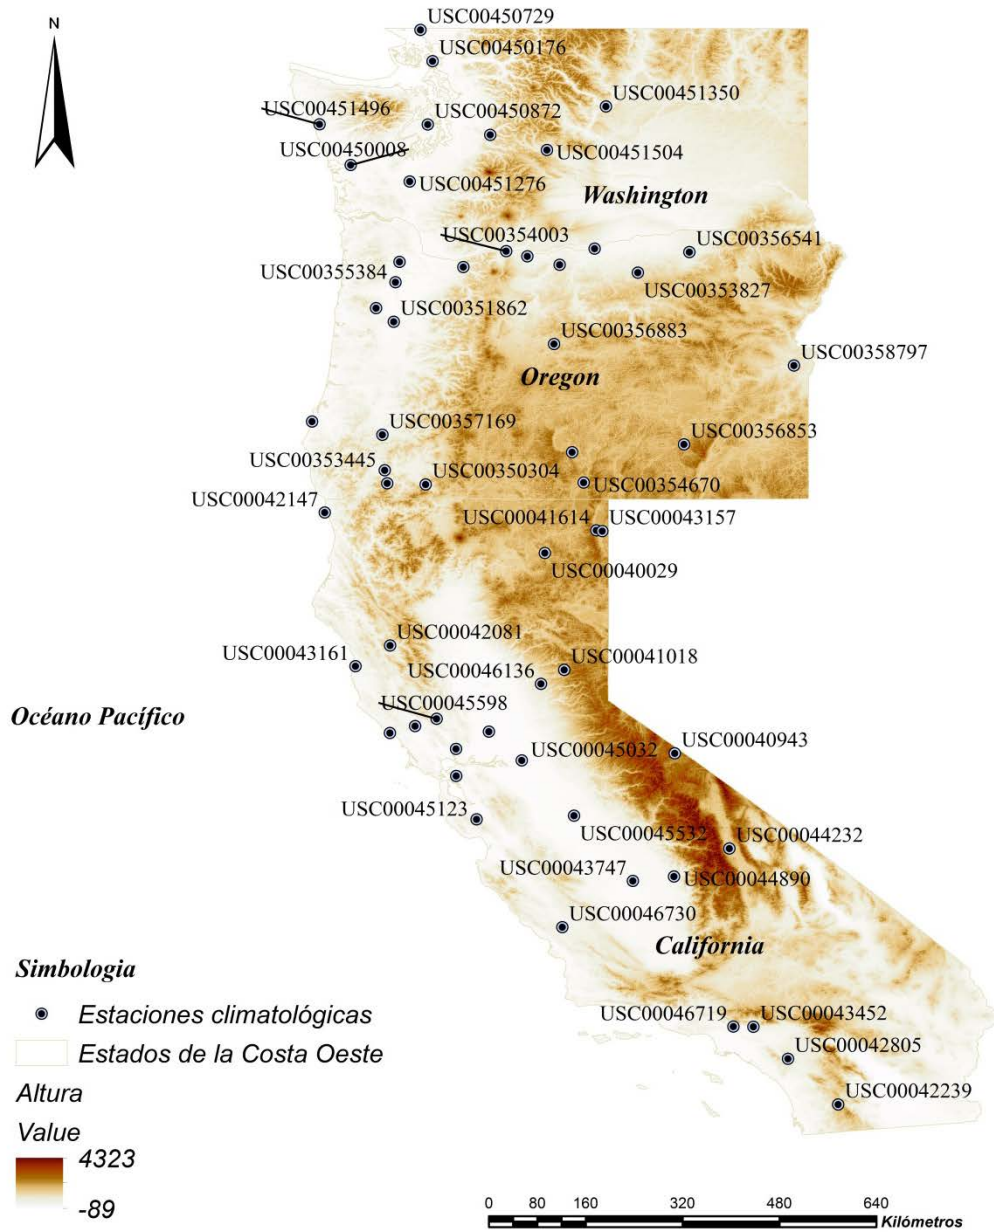 N
USC00450729
USC00450176
USC00451350
USC00451496
USC00450872
USC00450008
USC00451504
USC00451276
Washington
USC00354003
USC00356541
USC00355384
USC00353827
USC00351862
USC00356883
USC00358797
Oregon
USC00357169
USC00356853
USC00353445
USC00350304
USC00354670
USC00042147
USC00041614
USC00043157
USC00040029
USC00042081
USC00043161
USC00041018
USC00046136
USC00045598
Océano Pacífico
USC00040943
USC00045032
USC00045123
USC00045532
USC00044232
USC00043747
USC00044890
USC00046730
California
Simbologia
Estaciones climatológicas
USC00046719
USC00043452
Estados de la Costa Oeste
USC00042805
Altura
USC00042239
Value
4323
-89
0 80 160 320 480 640
Kilómetros